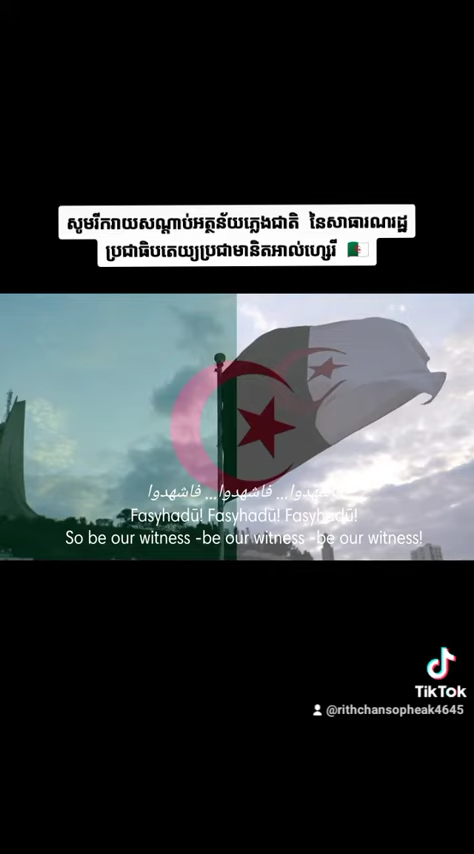 សូមរីករាយសណ្ដាប់អត្ថន័យភ្លេងជាតិ នៃសាធារណរដ្ឋ
ប្រជាធិបតេយ្យប្រជាមានិតអាល់ហ្សេរី 🇩🇿
فاشهدوا... فاشهدوا... فاشهدوا
Fasyhadū! Fasyhadū! Fasyhadū!
So be our witness -be our witness -be our witness!
TikTok
@rithchansopheak4645